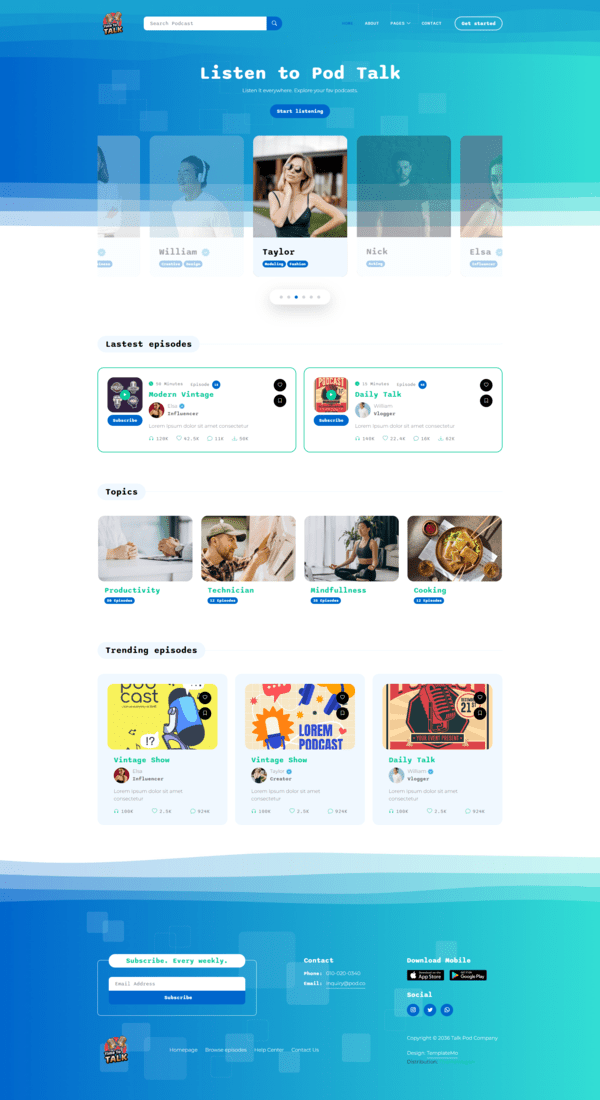 TURN TO
TALK
Search Podcast
HOME
ABOUT
PAGES
CONTACT
Get started
Listen to Pod Talk
Listen it everywhere. Explore your fav podcasts.
Start listening
William
Creative
Design
Taylor
Modeling
Fashion
Nick
Acting
Elsa
Influencer
Lastest episodes
50 Minutes
Episode
Modern Vintage
Elsa
Influencer
Subscribe
Lorem Ipsum dolor sit amet consectetur
120K
42.5K
11K
50K
PODCAST
15 Minutes
Episode
Daily Talk
William
Vlogger
Subscribe
Lorem Ipsum dolor sit amet consectetur
140K
22.4K
16K
62K
Topics
Productivity
50 Episodes
Technician
12 Episodes
Mindfullness
35 Episodes
Cooking
12 Episodes
Trending episodes
pod
cast
!?
Vintage Show
Elsa
Influencer
Lorem Ipsum dolor sit amet
consectetur
100K
2.5K
924K
LOREM
PODCAST
Vintage Show
Taylor
Creator
Lorem Ipsum dolor sit amet
consectetur
100K
2.5K
924K
21
YOUR EVENT PRESENT
Daily Talk
William
Vlogger
Lorem Ipsum dolor sit amet
consectetur
100K
2.5K
924K
Subscribe. Every weekly.
Email Address
Subscribe
Contact
Phone: 010-020-0340
Email: inquiry@pod.co
Download Mobile
App Store
Google Play
Social
TURN TO
TALK
Homepage
Browse episodes
Help Center
Contact Us
Copyright © 2036 Talk Pod Company
Design: TemplateMo
Distribution: